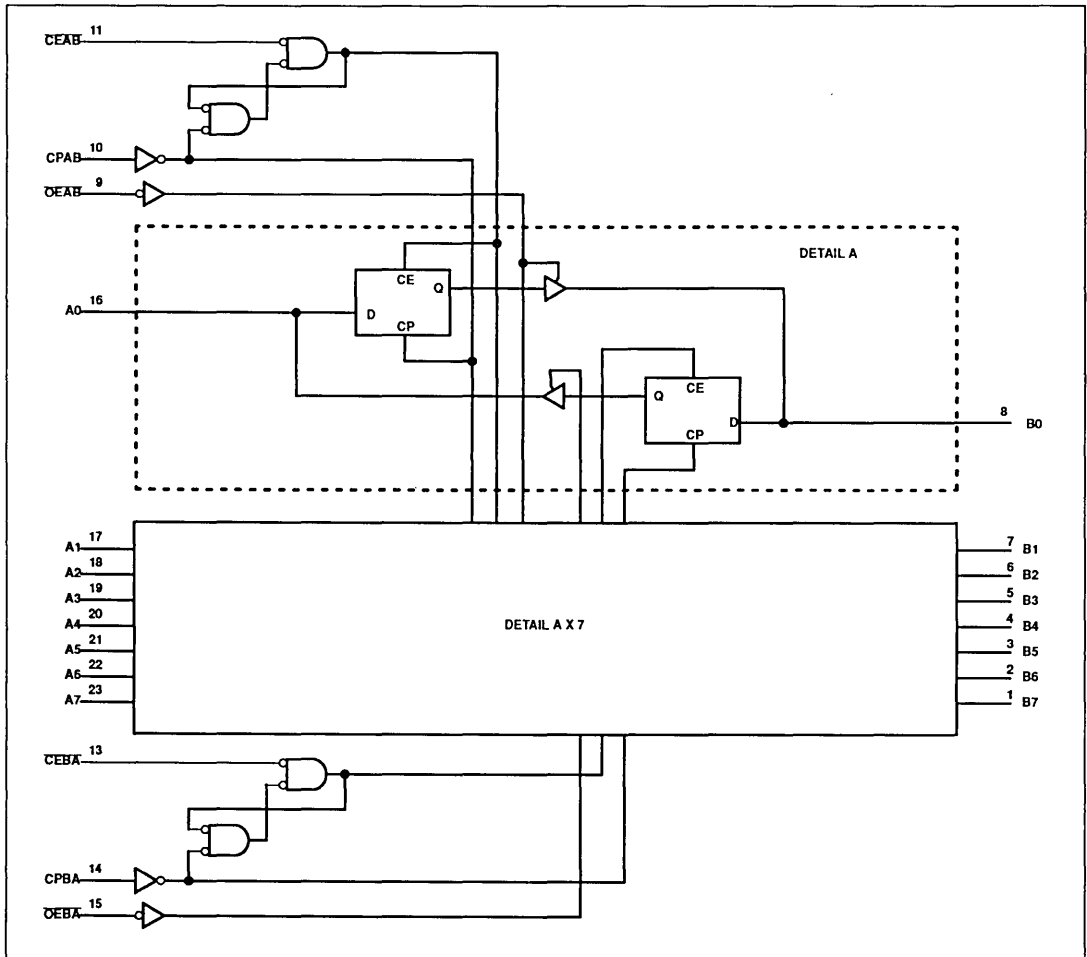 CEAB 11
CPAB 10
OEAB 9
DETAIL A
A0 16
CE
Q
D
CP
CE
Q
D
CP
8 B0
A1 17
A2 18
A3 19
A4 20
A5 21
A6 22
A7 23
DETAIL A X 7
7 B1
6 B2
5 B3
4 B4
3 B5
2 B6
1 B7
CEBA 13
CPBA 14
OEBA 15